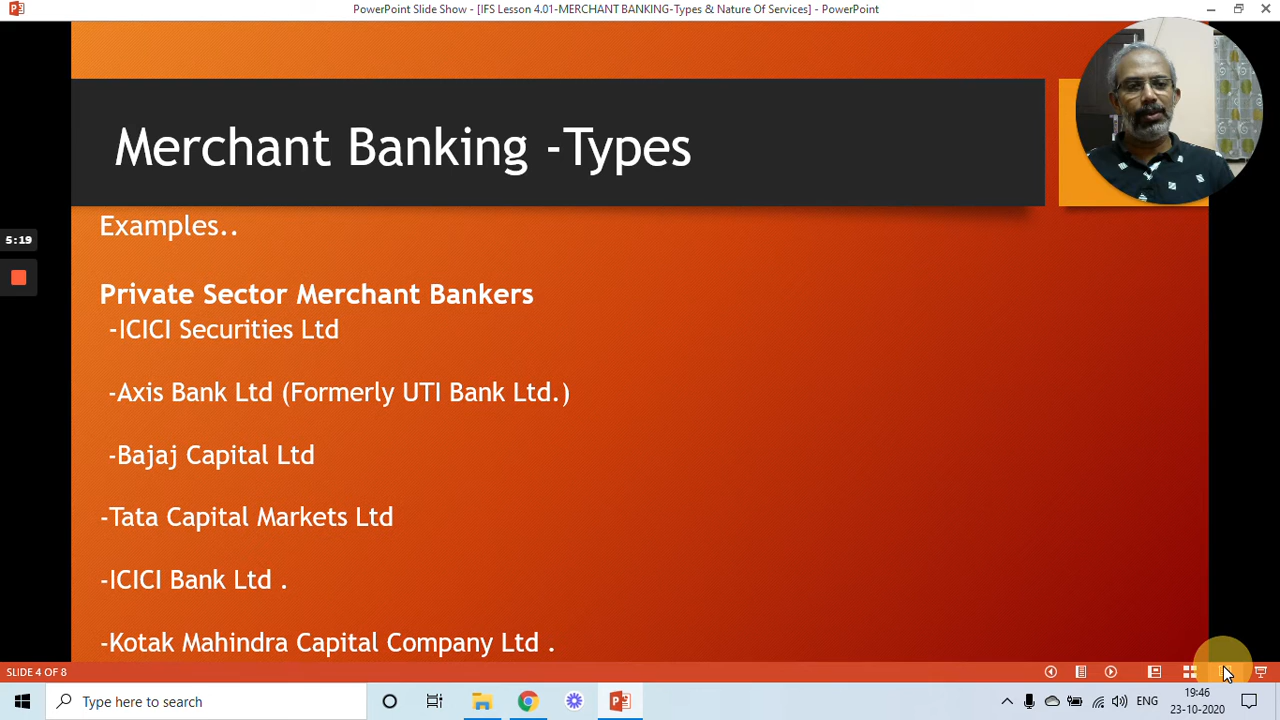 PowerPoint Slide Show - [IFS Lesson 4.01-MERCHANT BANKING-Types & Nature Of Services] - PowerPoint
Merchant Banking -Types
5:19
Examples..
Private Sector Merchant Bankers
-ICICI Securities Ltd
-Axis Bank Ltd (Formerly UTI Bank Ltd.)
-Bajaj Capital Ltd
-Tata Capital Markets Ltd
-ICICI Bank Ltd .
-Kotak Mahindra Capital Company Ltd .
SLIDE 4 OF 8
Type here to search
ENG
19:46
23-10-2020